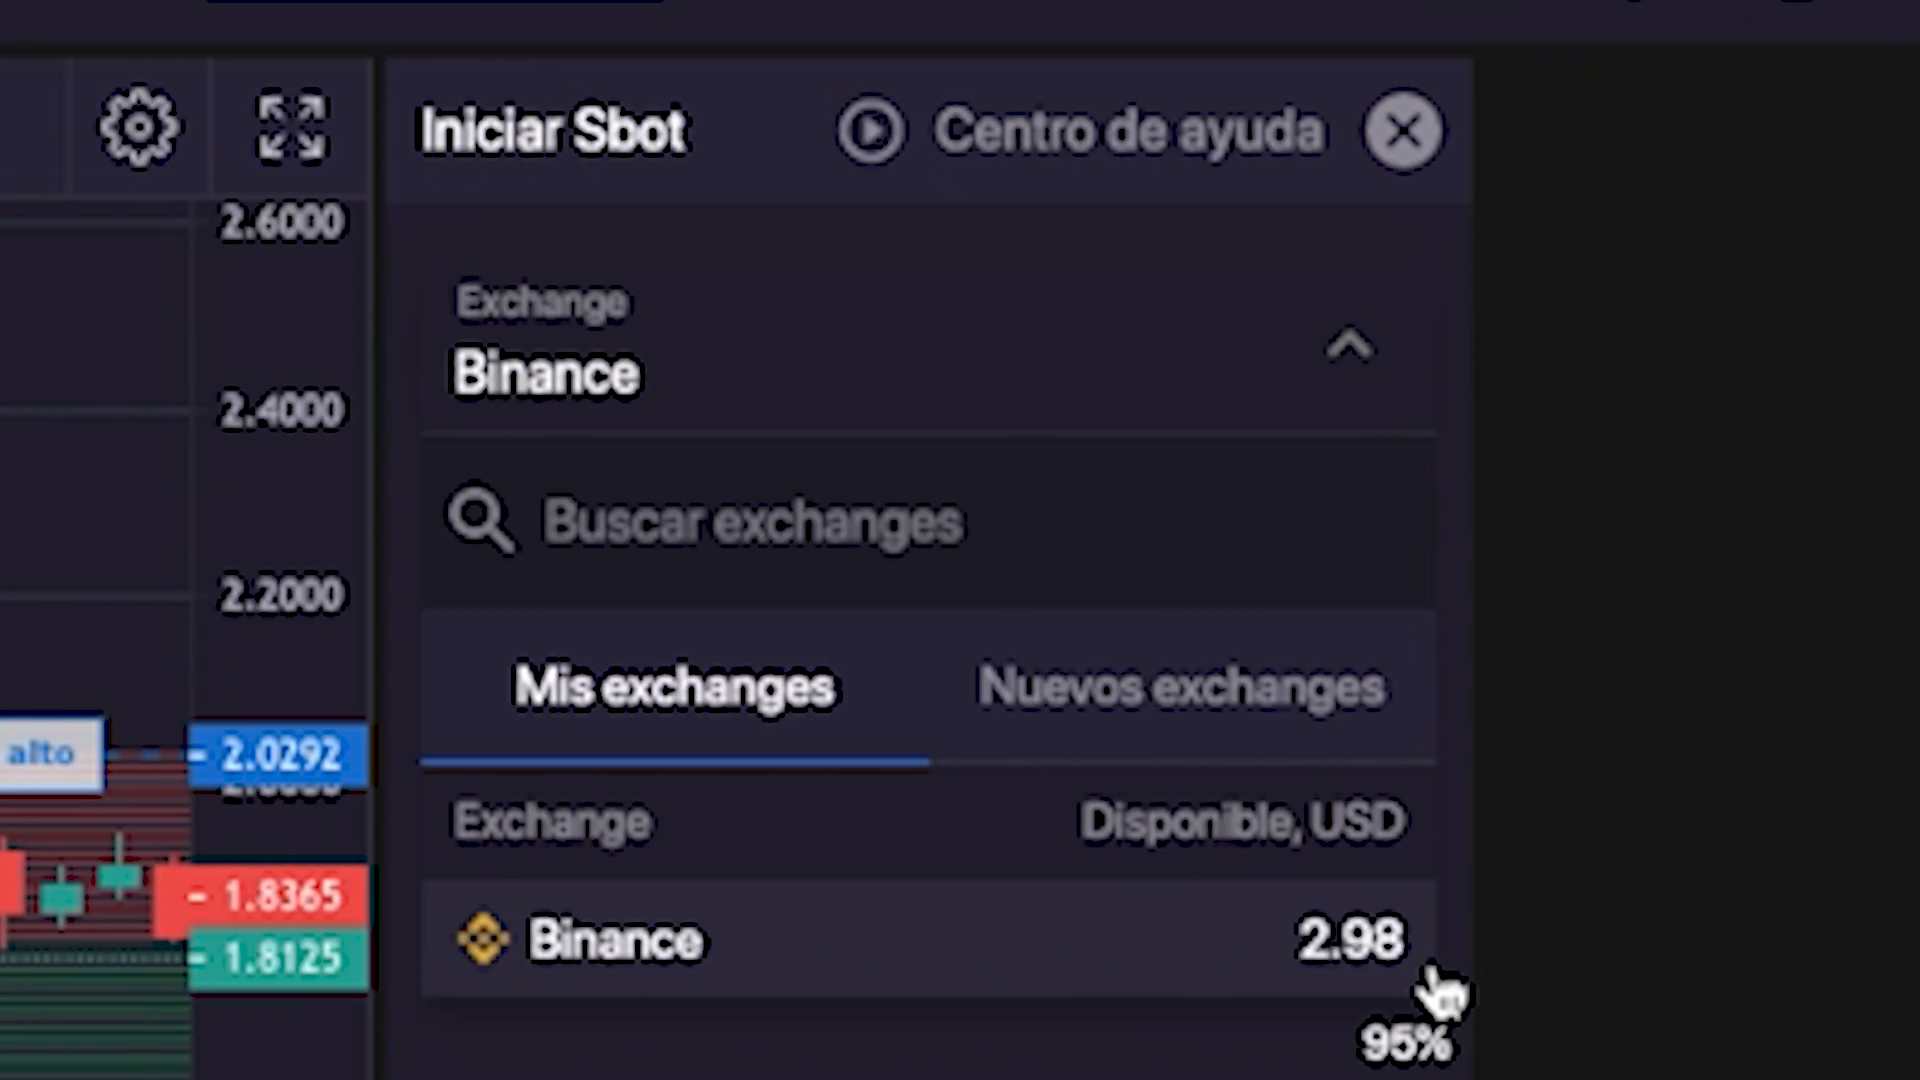 Iniciar Sbot
Centro de ayuda
2.6000
2.4000
2.2000
alto
2.0292
1.8365
1.8125
Exchange
Binance
Buscar exchanges
Mis exchanges
Nuevos exchanges
Exchange
Disponible, USD
Binance
2.98
95%